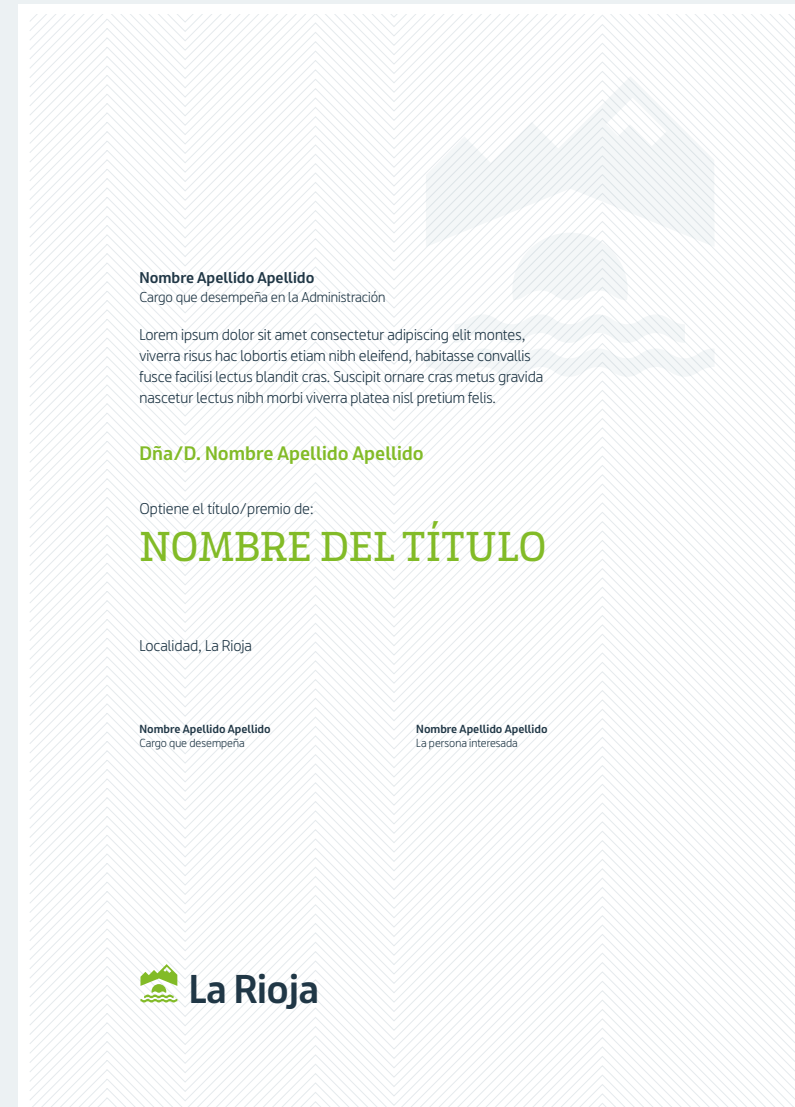 Nombre Apellido Apellido
Cargo que desempeña en la Administración
Lorem ipsum dolor sit amet consectetur adipiscing elit montes,
viverra risus hac lobortis etiam nibh eleifend, habitasse convallis
fusce facilisi lectus blandit cras. Suscipit ornare cras metus gravida
nascetur lectus nibh morbi viverra platea nisl pretium felis.
Dña/D. Nombre Apellido Apellido
Optiene el título/premio de:
NOMBRE DEL TÍTULO
Localidad, La Rioja
Nombre Apellido Apellido
Cargo que desempeña
Nombre Apellido Apellido
La persona interesada
La Rioja